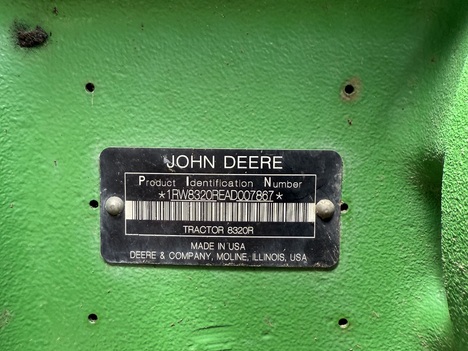 JOHN DEERE
Product Identification Number
*1RW8320READ007867*
TRACTOR 8320R
MADE IN USA
DEERE & COMPANY, MOLINE, ILLINOIS, USA